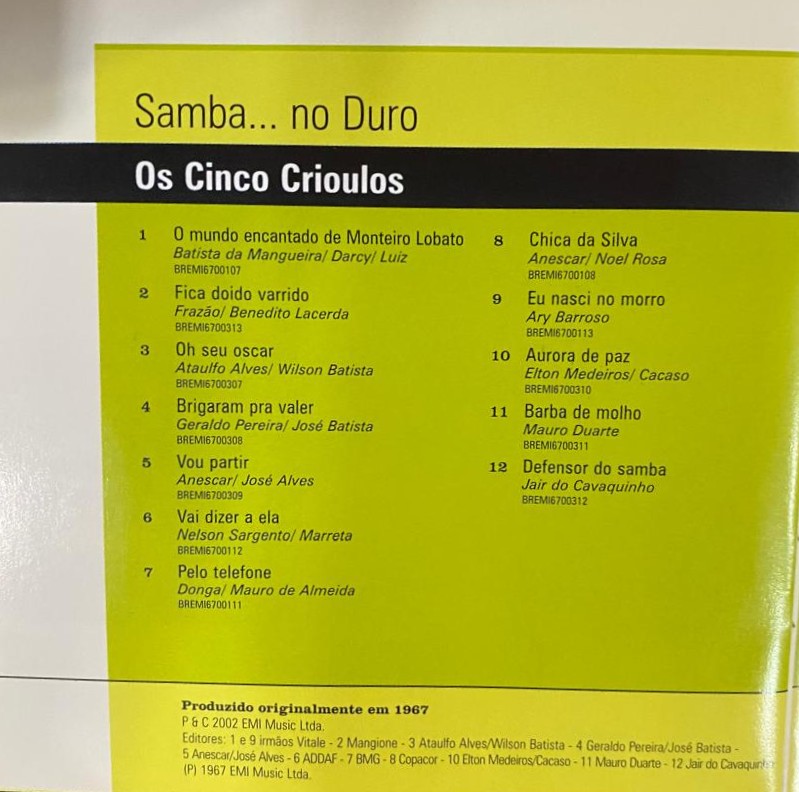 Samba... no Duro
Os Cinco Crioulos
1 O mundo encantado de Monteiro Lobato
Batista da Mangueira/ Darcy/ Luiz
BREMI6700107
2 Fica doido varrido
Frazão/ Benedito Lacerda
BREMI6700313
3 Oh seu oscar
Ataulfo Alves/ Wilson Batista
BREMI6700307
4 Brigaram pra valer
Geraldo Pereira/ José Batista
BREMI6700308
5 Vou partir
Anescar/ José Alves
BREMI6700309
6 Vai dizer a ela
Nelson Sargento/ Marreta
BREMI6700112
7 Pelo telefone
Donga/ Mauro de Almeida
BREMI6700111
8 Chica da Silva
Anescar/ Noel Rosa
BREMI6700108
9 Eu nasci no morro
Ary Barroso
BREMI6700113
10 Aurora de paz
Elton Medeiros/ Cacaso
BREMI6700310
11 Barba de molho
Mauro Duarte
BREMI6700311
12 Defensor do samba
Jair do Cavaquinho
BREMI6700312
Produzido originalmente em 1967
P & C 2002 EMI Music Ltda.
Editores: 1 e 9 irmãos Vitale - 2 Mangione - 3 Ataulfo Alves/Wilson Batista - 4 Geraldo Pereira/José Batista -
5 Anescar/José Alves - 6 ADDAF - 7 BMG - 8 Copacor - 10 Elton Medeiros/Cacaso - 11 Mauro Duarte - 12 Jair do Cavaquinho
(P) 1967 EMI Music Ltda.